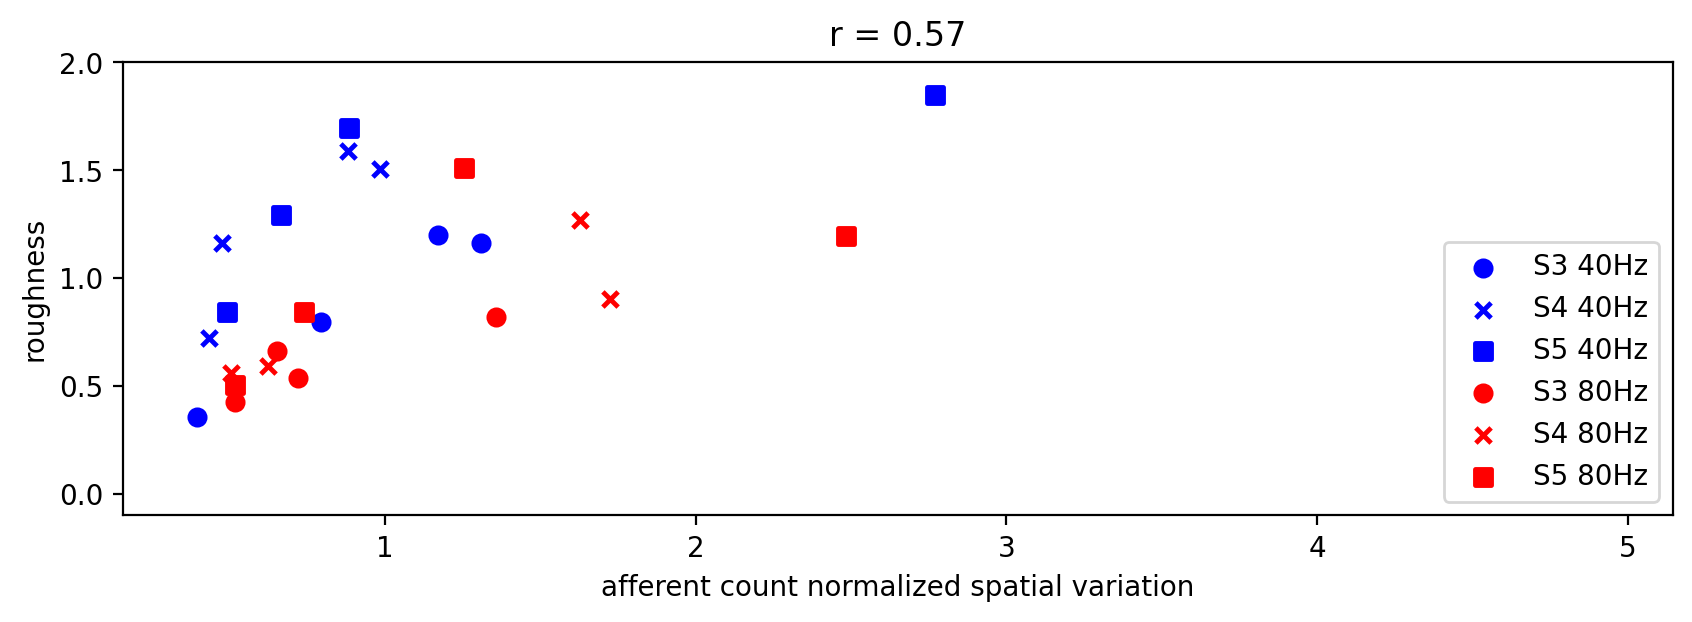 r = 0.57
2.0
1.5
1.0
0.5
0.0
roughness
S3 40Hz
S4 40Hz
S5 40Hz
S3 80Hz
S4 80Hz
S5 80Hz
1 2 3 4 5
afferent count normalized spatial variation